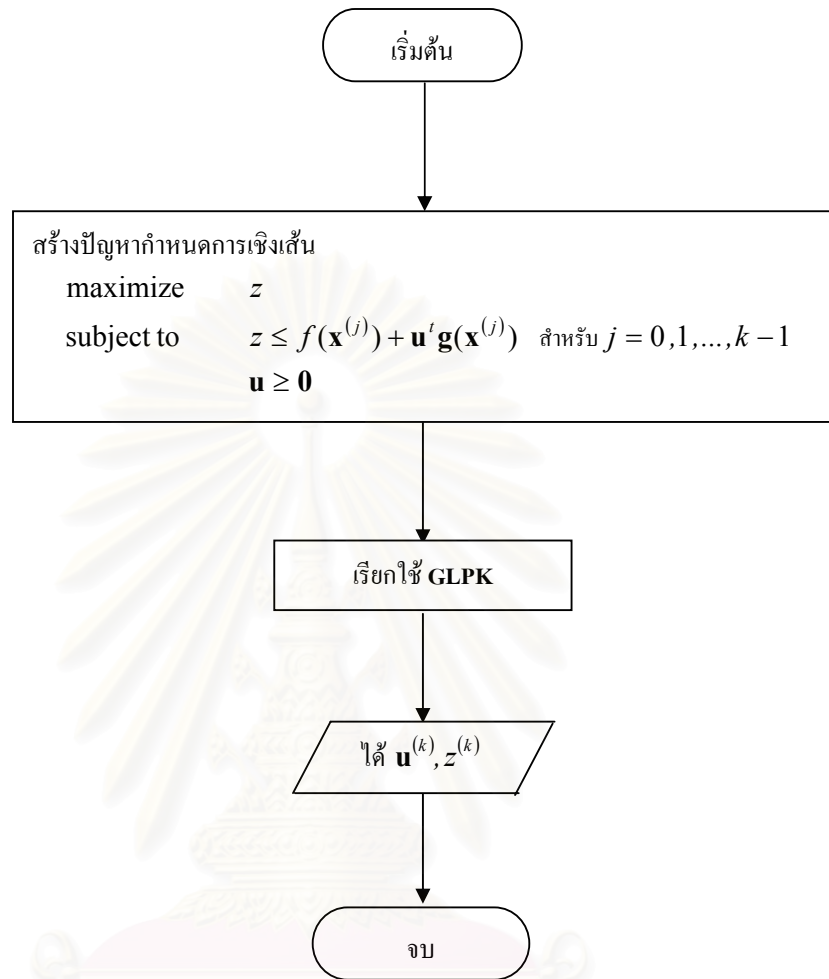 เริ่มต้น
สร้างปัญหากำหนดการเชิงเส้น
maximize z
subject to z ≤ f(x^(j)) + u^t g(x^(j)) สำหรับ j = 0,1,...,k − 1
u ≥ 0
เรียกใช้ GLPK
ได้ u^(k), z^(k)
จบ